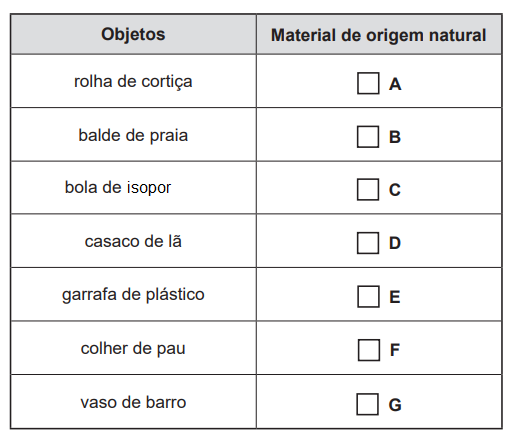 Objetos Material de origem natural
rolha de cortiça A
balde de praia B
bola de isopor C
casaco de lã D
garrafa de plástico E
colher de pau F
vaso de barro G